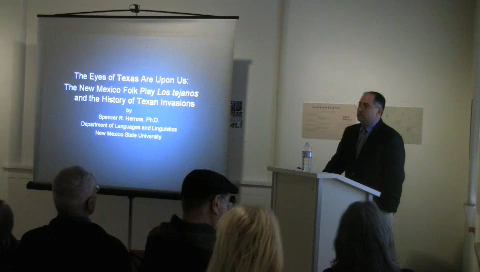 The Eyes of Texas Are Upon Us:
The New Mexico Folk Play Los tejanos
and the History of Texan Invasions
by
Spencer R. Herrera, Ph.D.
Department of Languages and Linguistics
New Mexico State University